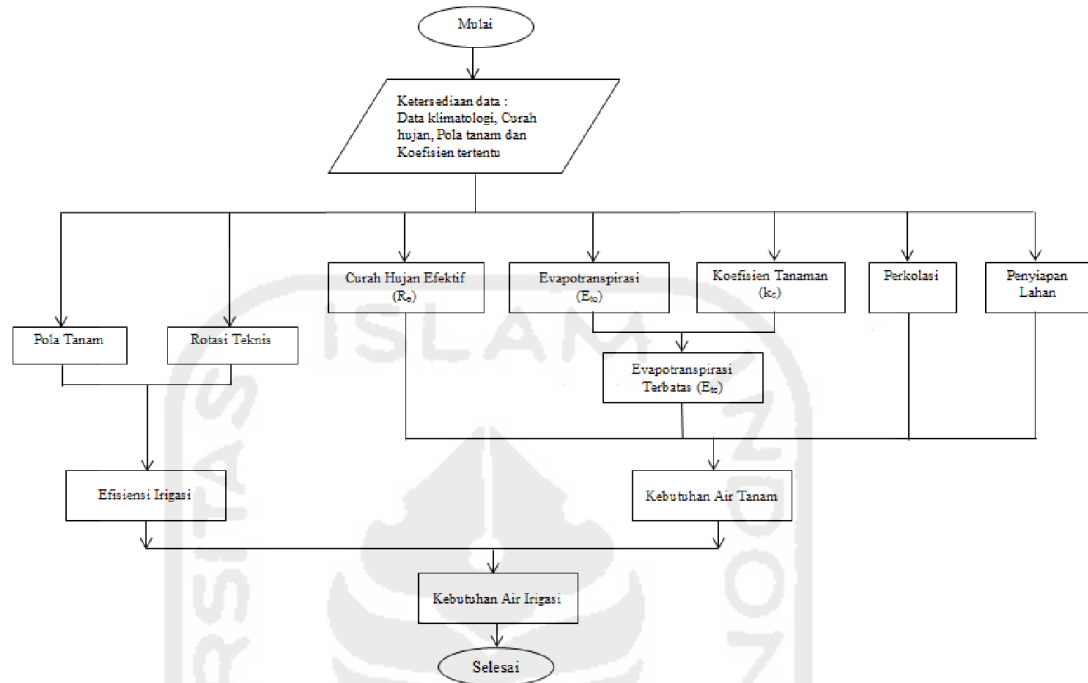 Mulai
Ketersediaan data :
Data klimatologi, Curah
hujan, Pola tanam dan
Koefisien tertentu
Curah Hujan Efektif
(Re)
Evapotranspirasi
(Etc)
Koefisien Tanaman
(kc)
Perkolasi
Penyiapan
Lahan
Pola Tanam
Rotasi Teknis
Evapotranspirasi
Terbatas (Etc)
Efisiensi Irigasi
Kebutuhan Air Tanam
Kebutuhan Air Irigasi
Selesai
ISLAM